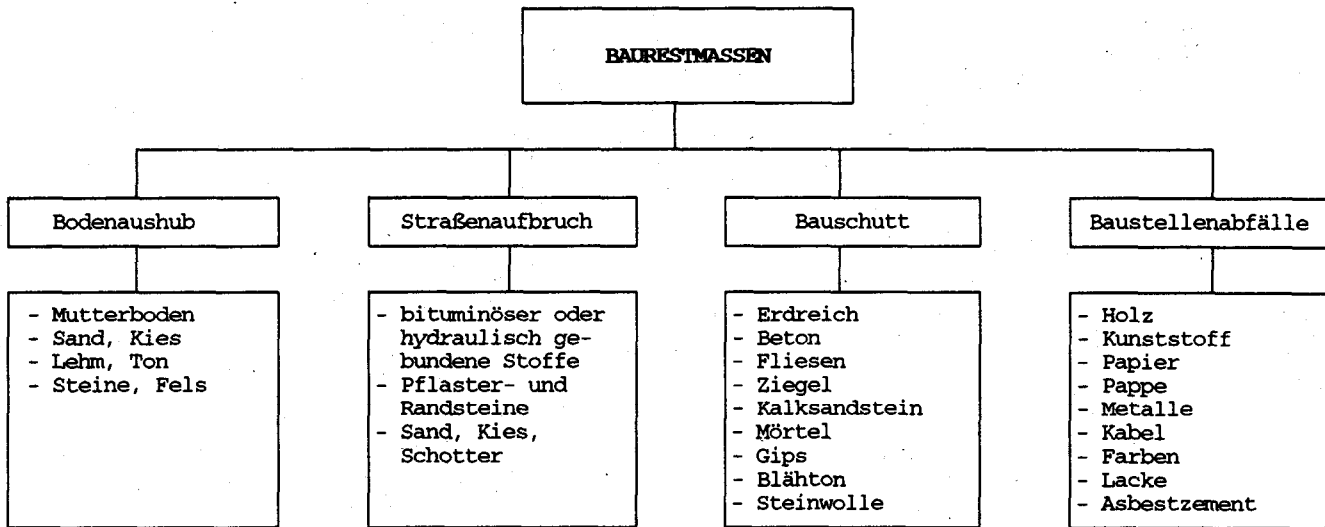 BAURESTMASSEN
Bodenaushub
- Mutterboden
- Sand, Kies
- Lehm, Ton
- Steine, Fels
Straßenaufbruch
- bituminöser oder
hydraulisch ge-
bundene Stoffe
- Pflaster- und
Randsteine
- Sand, Kies,
Schotter
Bauschutt
- Erdreich
- Beton
- Fliesen
- Ziegel
- Kalksandstein
- Mörtel
- Gips
- Blähton
- Steinwolle
Baustellenabfälle
- Holz
- Kunststoff
- Papier
- Pappe
- Metalle
- Kabel
- Farben
- Lacke
- Asbestzement